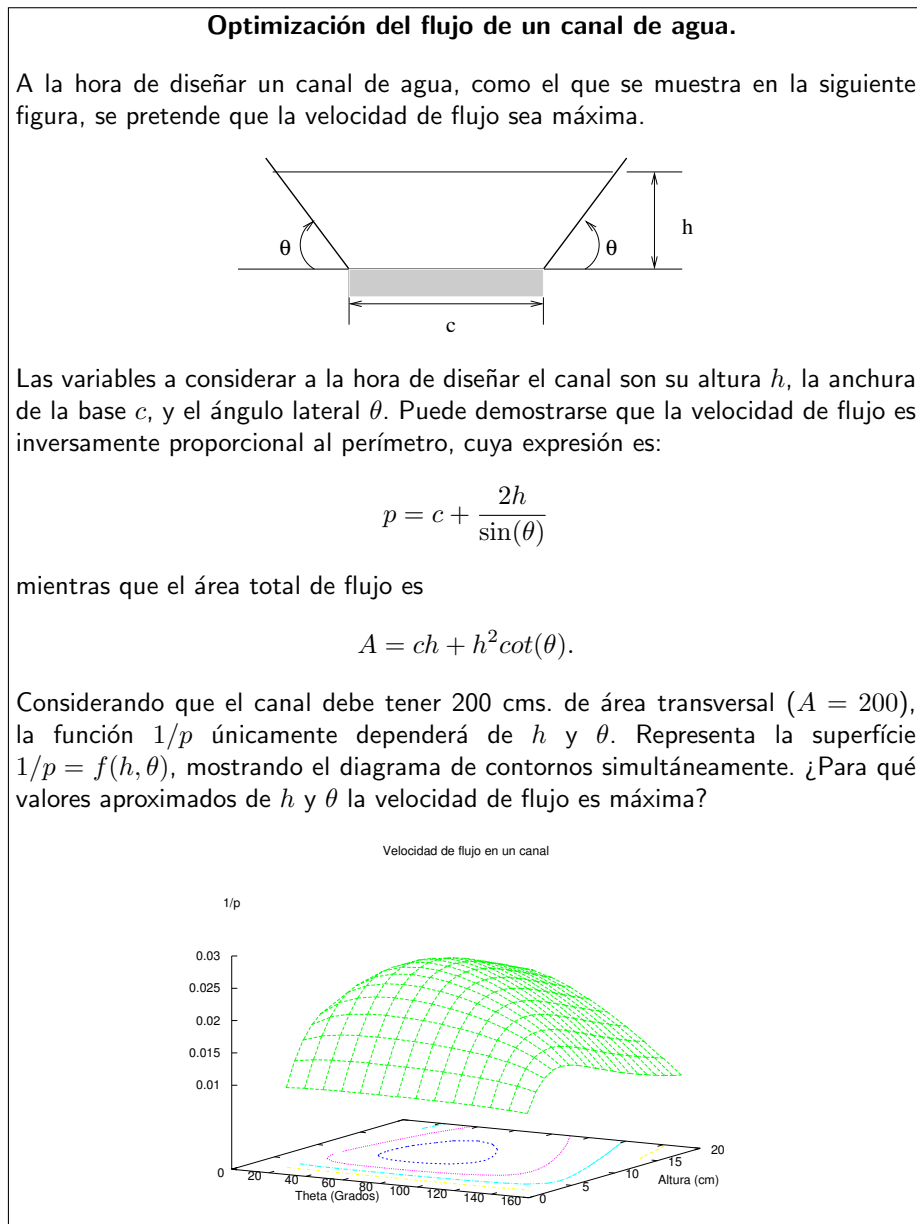 Optimización del flujo de un canal de agua.
A la hora de diseñar un canal de agua, como el que se muestra en la siguiente
figura, se pretende que la velocidad de flujo sea máxima.
θ
θ
h
c
Las variables a considerar a la hora de diseñar el canal son su altura h, la anchura
de la base c, y el ángulo lateral θ. Puede demostrarse que la velocidad de flujo es
inversamente proporcional al perímetro, cuya expresión es:
p = c + 2h / sin(θ)
mientras que el área total de flujo es
A = ch + h²cot(θ).
Considerando que el canal debe tener 200 cms. de área transversal (A = 200),
la función 1/p únicamente dependerá de h y θ. Representa la superfície
1/p = f(h, θ), mostrando el diagrama de contornos simultáneamente. ¿Para qué
valores aproximados de h y θ la velocidad de flujo es máxima?
Velocidad de flujo en un canal
1/p
0.03
0.025
0.02
0.015
0.01
0
20
40
60
80
100
120
140
160
Theta (Grados)
0
5
10
15
20
Altura (cm)